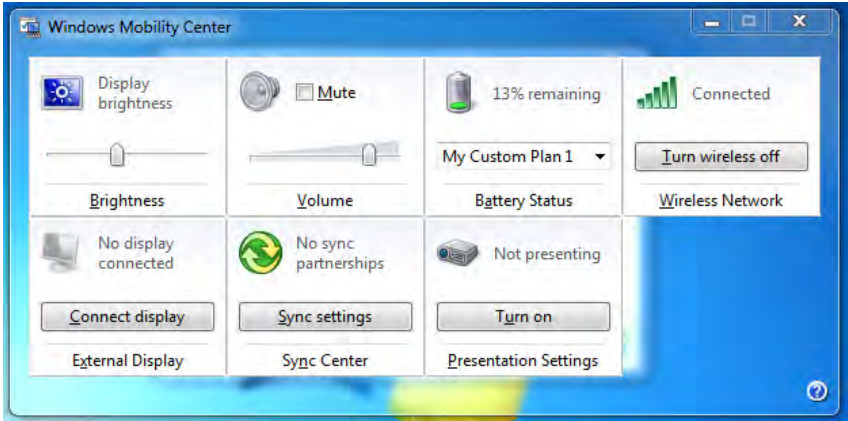 Windows Mobility Center
Display
brightness
Brightness
Mute
Volume
13% remaining
My Custom Plan 1
Battery Status
Connected
Turn wireless off
Wireless Network
No display
connected
Connect display
External Display
No sync
partnerships
Sync settings
Sync Center
Not presenting
Turn on
Presentation Settings